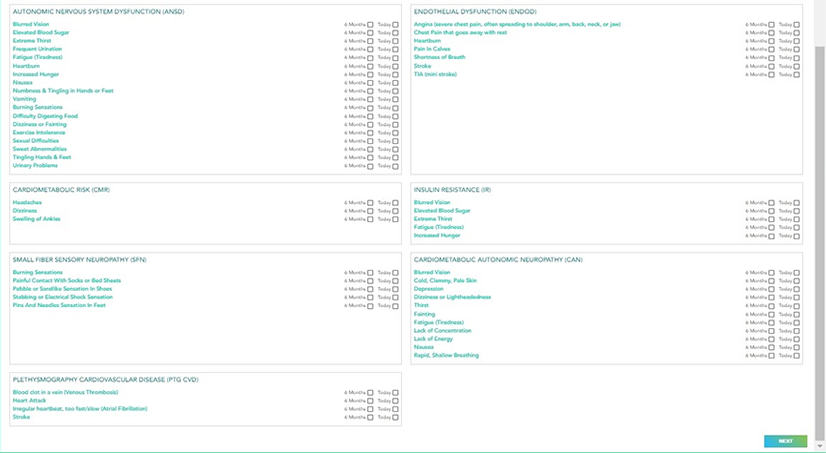 AUTONOMIC NERVOUS SYSTEM DYSFUNCTION (ANSD)
Blurred Vision 6 Months Today
Elevated Blood Sugar 6 Months Today
Extreme Thirst 6 Months Today
Frequent Urination 6 Months Today
Fatigue (Tiredness) 6 Months Today
Heartburn 6 Months Today
Increased Hunger 6 Months Today
Nausea 6 Months Today
Numbness & Tingling in Hands or Feet 6 Months Today
Vomiting 6 Months Today
Burning Sensations 6 Months Today
Difficulty Digesting Food 6 Months Today
Dizziness or Fainting 6 Months Today
Exercise Intolerence 6 Months Today
Sexual Difficulties 6 Months Today
Sweat Abnormalities 6 Months Today
Tingling Hands & Feet 6 Months Today
Urinary Problems 6 Months Today
ENDOTHELIAL DYSFUNCTION (ENDOD)
Angina (severe chest pain, often spreading to shoulder, arm, back, neck, or jaw) 6 Months Today
Chest Pain that goes away with rest 6 Months Today
Heartburn 6 Months Today
Pain In Calves 6 Months Today
Shortness of Breath 6 Months Today
Stroke 6 Months Today
TIA (mini stroke) 6 Months Today
CARDIOMETABOLIC RISK (CMR)
Headaches 6 Months Today
Dizziness 6 Months Today
Swelling of Ankles 6 Months Today
INSULIN RESISTANCE (IR)
Blurred Vision 6 Months Today
Elevated Blood Sugar 6 Months Today
Extreme Thirst 6 Months Today
Fatigue (Tiredness) 6 Months Today
Increased Hunger 6 Months Today
SMALL FIBER SENSORY NEUROPATHY (SFN)
Burning Sensations 6 Months Today
Painful Contact With Socks or Bed Sheets 6 Months Today
Pebble or Sandlike Sensation In Shoes 6 Months Today
Stabbing or Electrical Shock Sensation 6 Months Today
Pins And Needles Sensation In Feet 6 Months Today
CARDIOMETABOLIC AUTONOMIC NEUROPATHY (CAN)
Blurred Vision 6 Months Today
Cold, Clammy, Pale Skin 6 Months Today
Depression 6 Months Today
Dizziness or Lightheadedness 6 Months Today
Thirst 6 Months Today
Fainting 6 Months Today
Fatigue (Tiredness) 6 Months Today
Lack of Concentration 6 Months Today
Lack of Energy 6 Months Today
Nausea 6 Months Today
Rapid, Shallow Breathing 6 Months Today
PLETHYSMOGRAPHY CARDIOVASCULAR DISEASE (PTG CVD)
Blood clot in a vein (Venous Thrombosis) 6 Months Today
Heart Attack 6 Months Today
Irregular heartbeat, too fast/slow (Atrial Fibrillation) 6 Months Today
Stroke 6 Months Today
NEXT